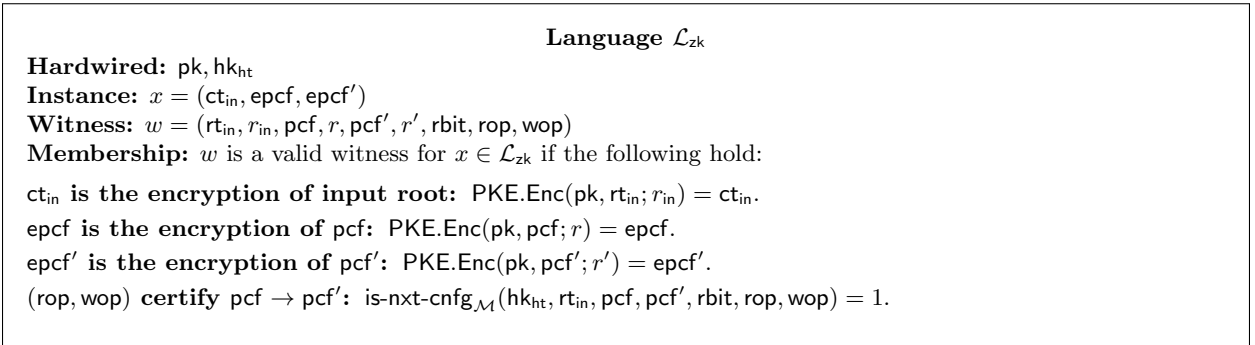 Language 𝓛_zk
Hardwired: pk, hk_ht
Instance: x = (ct_in, epcf, epcf′)
Witness: w = (rt_in, r_in, pcf, r, pcf′, r′, rbit, rop, wop)
Membership: w is a valid witness for x ∈ 𝓛_zk if the following hold:
ct_in is the encryption of input root: PKE.Enc(pk, rt_in; r_in) = ct_in.
epcf is the encryption of pcf: PKE.Enc(pk, pcf; r) = epcf.
epcf′ is the encryption of pcf′: PKE.Enc(pk, pcf′; r′) = epcf′.
(rop, wop) certify pcf → pcf′: is-nxt-cnfg_𝓜(hk_ht, rt_in, pcf, pcf′, rbit, rop, wop) = 1.